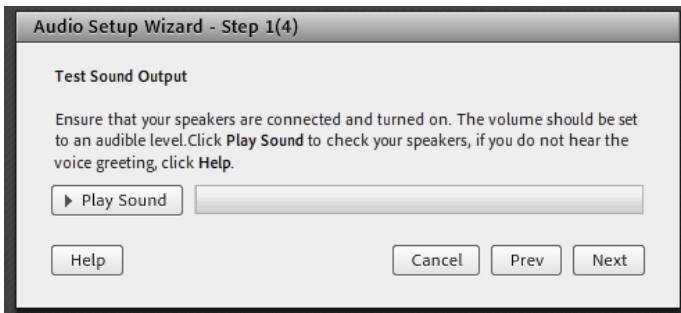 Audio Setup Wizard - Step 1(4)
Test Sound Output
Ensure that your speakers are connected and turned on. The volume should be set
to an audible level.Click Play Sound to check your speakers, if you do not hear the
voice greeting, click Help.
Play Sound
Help Cancel Prev Next